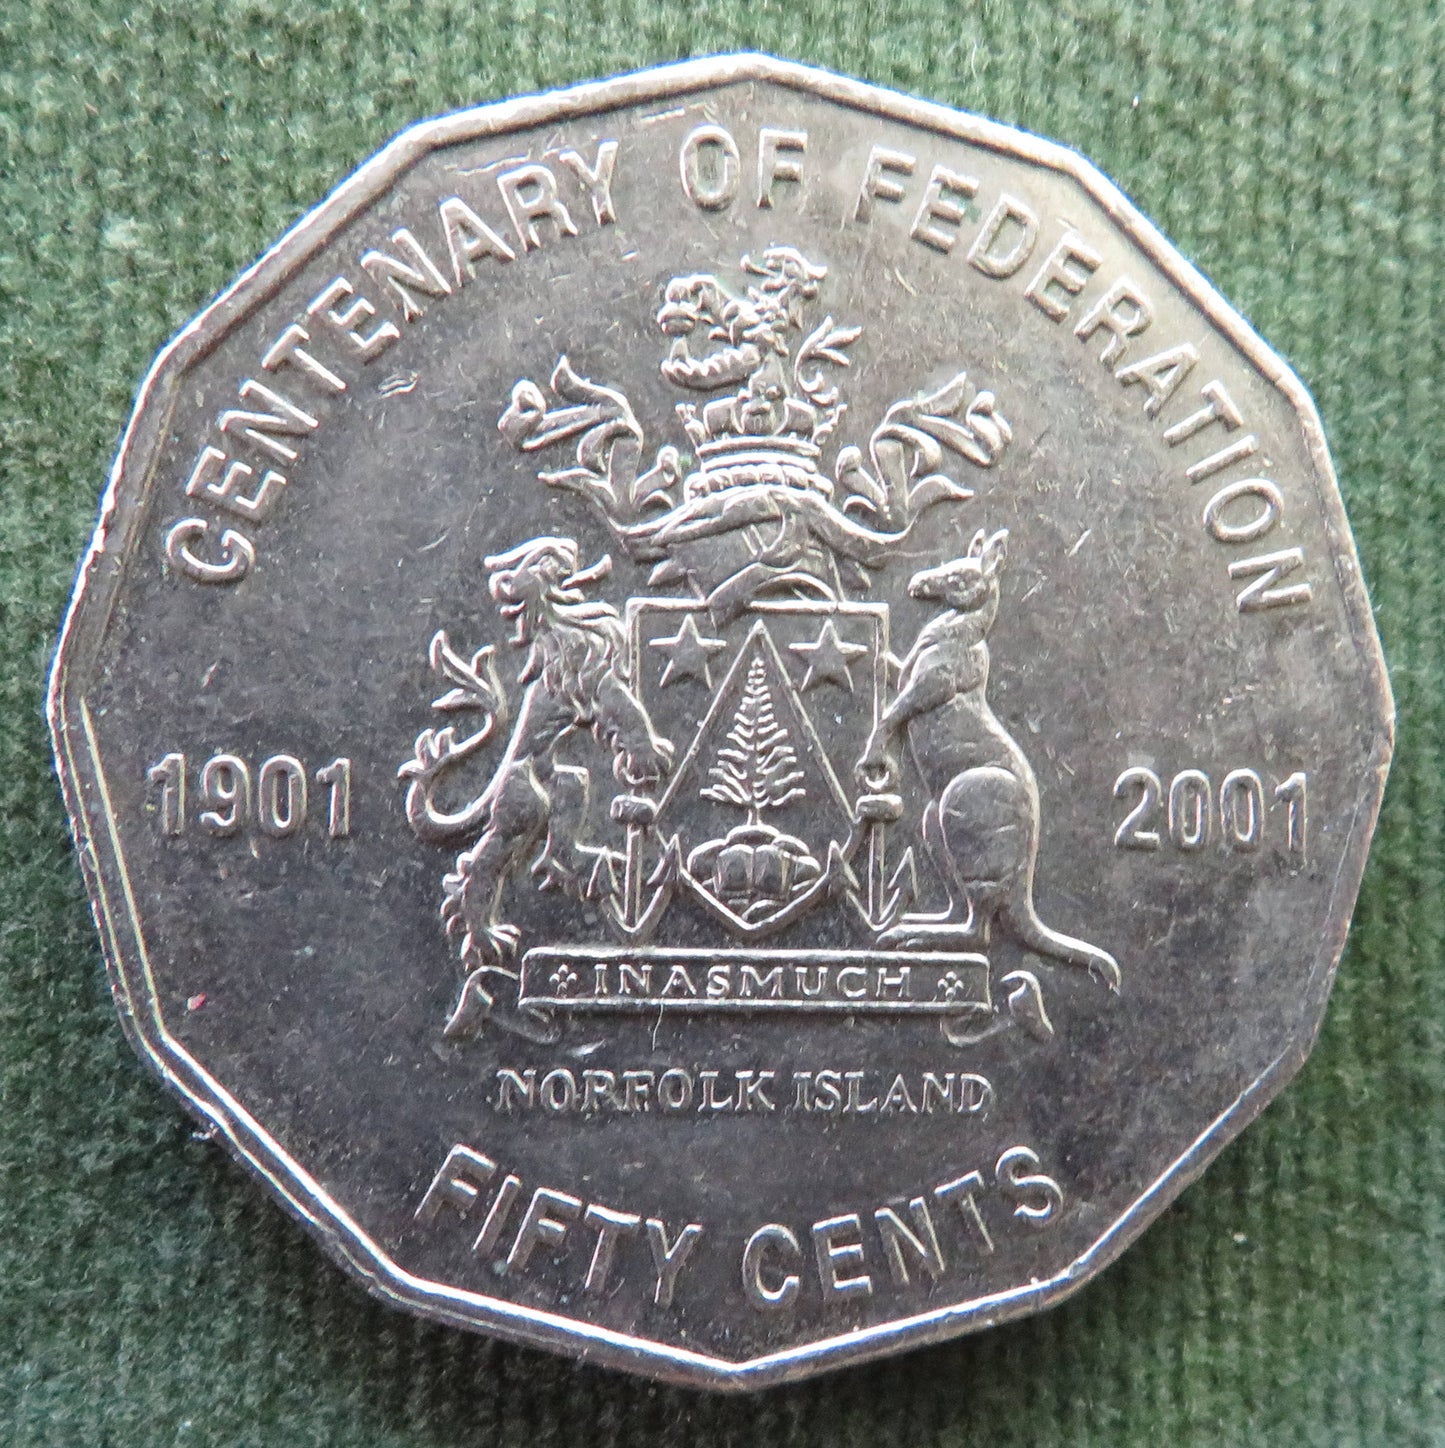 CENTENARY OF FEDERATION
1901
2001
INASMUCH
NORFOLK ISLAND
FIFTY CENTS